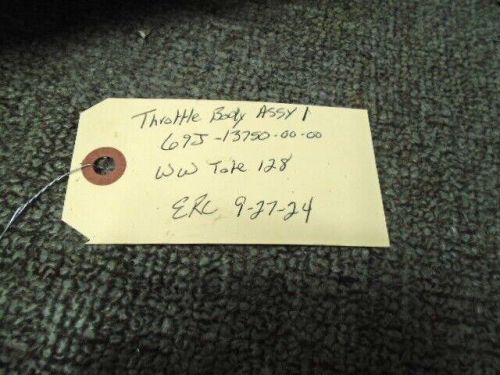 Throttle Body ASSY 1
69J-13750-00-00
WW Tote 128
ERC 9-27-24